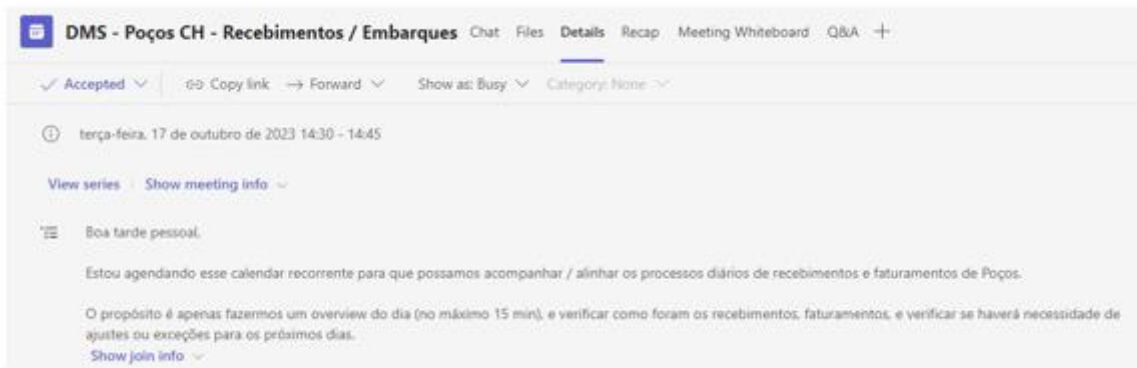 DMS - Poços CH - Recebimentos / Embarques Chat Files Details Recap Meeting Whiteboard Q&A
Accepted Copy link Forward Show as: Busy Category: None
terça-feira, 17 de outubro de 2023 14:30 - 14:45
View series Show meeting info
Boa tarde pessoal,
Estou agendando esse calendar recorrente para que possamos acompanhar / alinhar os processos diários de recebimentos e faturamentos de Poços.
O propósito é apenas fazermos um overview do dia (no máximo 15 min), e verificar como foram os recebimentos, faturamentos, e verificar se haverá necessidade de
ajustes ou exceções para os próximos dias.
Show join info